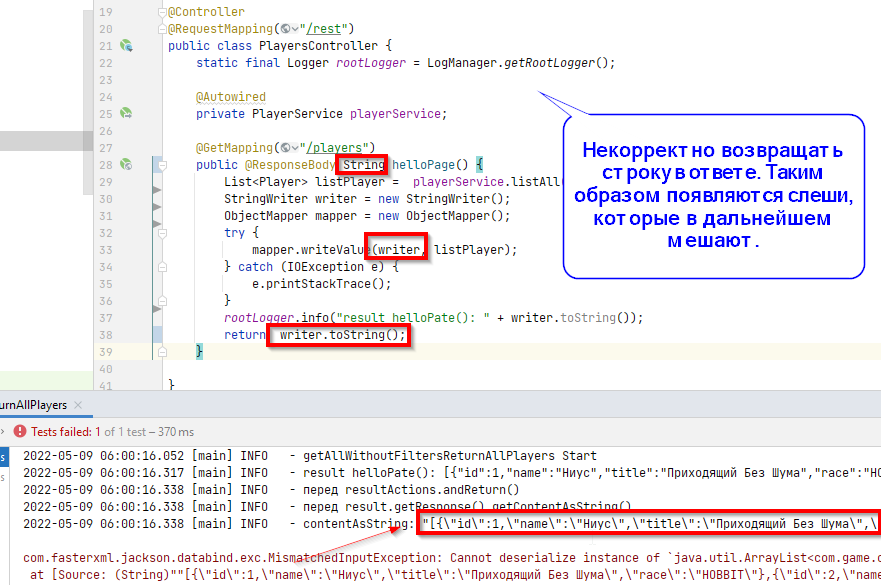 19 @Controller
20 @RequestMapping("/rest")
21 public class PlayersController {
22 static final Logger rootLogger = LogManager.getRootLogger();
23
24 @Autowired
25 private PlayerService playerService;
26
27 @GetMapping("/players")
28 public @ResponseBody String helloPage() {
29 List<Player> listPlayer = playerService.listAll(
30 StringWriter writer = new StringWriter();
31 ObjectMapper mapper = new ObjectMapper();
32 try {
33 mapper.writeValue(writer, listPlayer);
34 } catch (IOException e) {
35 e.printStackTrace();
36 }
37 rootLogger.info("result helloPate(): " + writer.toString());
38 return writer.toString();
39 }
40
41 }
Некорректно возвращать
строку в ответе. Таким
образом появляются слеши,
которые в дальнейшем
мешают.
urnAllPlayers ×
Tests failed: 1 of 1 test – 370 ms
2022-05-09 06:00:16.052 [main] INFO - getAllWithoutFiltersReturnAllPlayers Start
2022-05-09 06:00:16.317 [main] INFO - result helloPate(): [{"id":1,"name":"Ниус","title":"Приходящий Без Шума","race":"HO
2022-05-09 06:00:16.338 [main] INFO - перед resultActions.andReturn()
2022-05-09 06:00:16.338 [main] INFO - перед result.getResponse().getContentAsString()
2022-05-09 06:00:16.338 [main] INFO - contentAsString: "[{\"id\":1,\"name\":\"Ниус\",\"title\":\"Приходящий Без Шума\",\
com.fasterxml.jackson.databind.exc.MismatchedInputException: Cannot deserialize instance of `java.util.ArrayList<com.game.
at [Source: (String)""[{\"id\":1,\"name\":\"Ниус\",\"title\":\"Приходящий Без Шума\",\"race\":\"HOBBIT\"},{\"id\":2,\"name